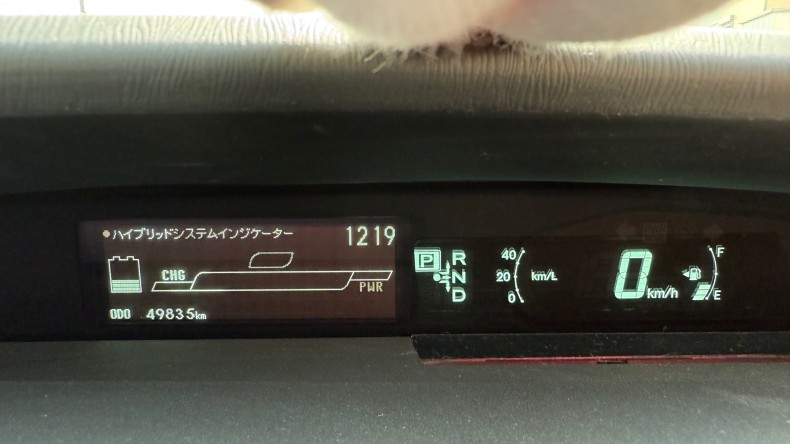 ハイブリッドシステムインジケーター 1219
CHG
PWR
ODO 49835km
P
R
N
D
40
20
0
km/L
0 km/h
F
E